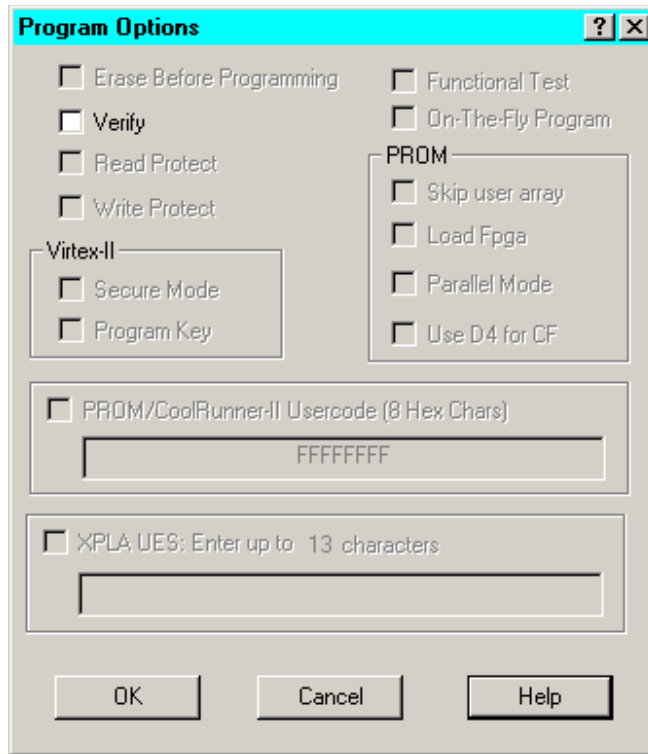 Program Options
Erase Before Programming
Functional Test
Verify
On-The-Fly Program
Read Protect
PROM
Write Protect
Skip user array
Load Fpga
Virtex-II
Secure Mode
Parallel Mode
Program Key
Use D4 for CF
PROM/CoolRunner-II Usercode (8 Hex Chars)
FFFFFFFF
XPLA UES: Enter up to 13 characters
OK Cancel Help